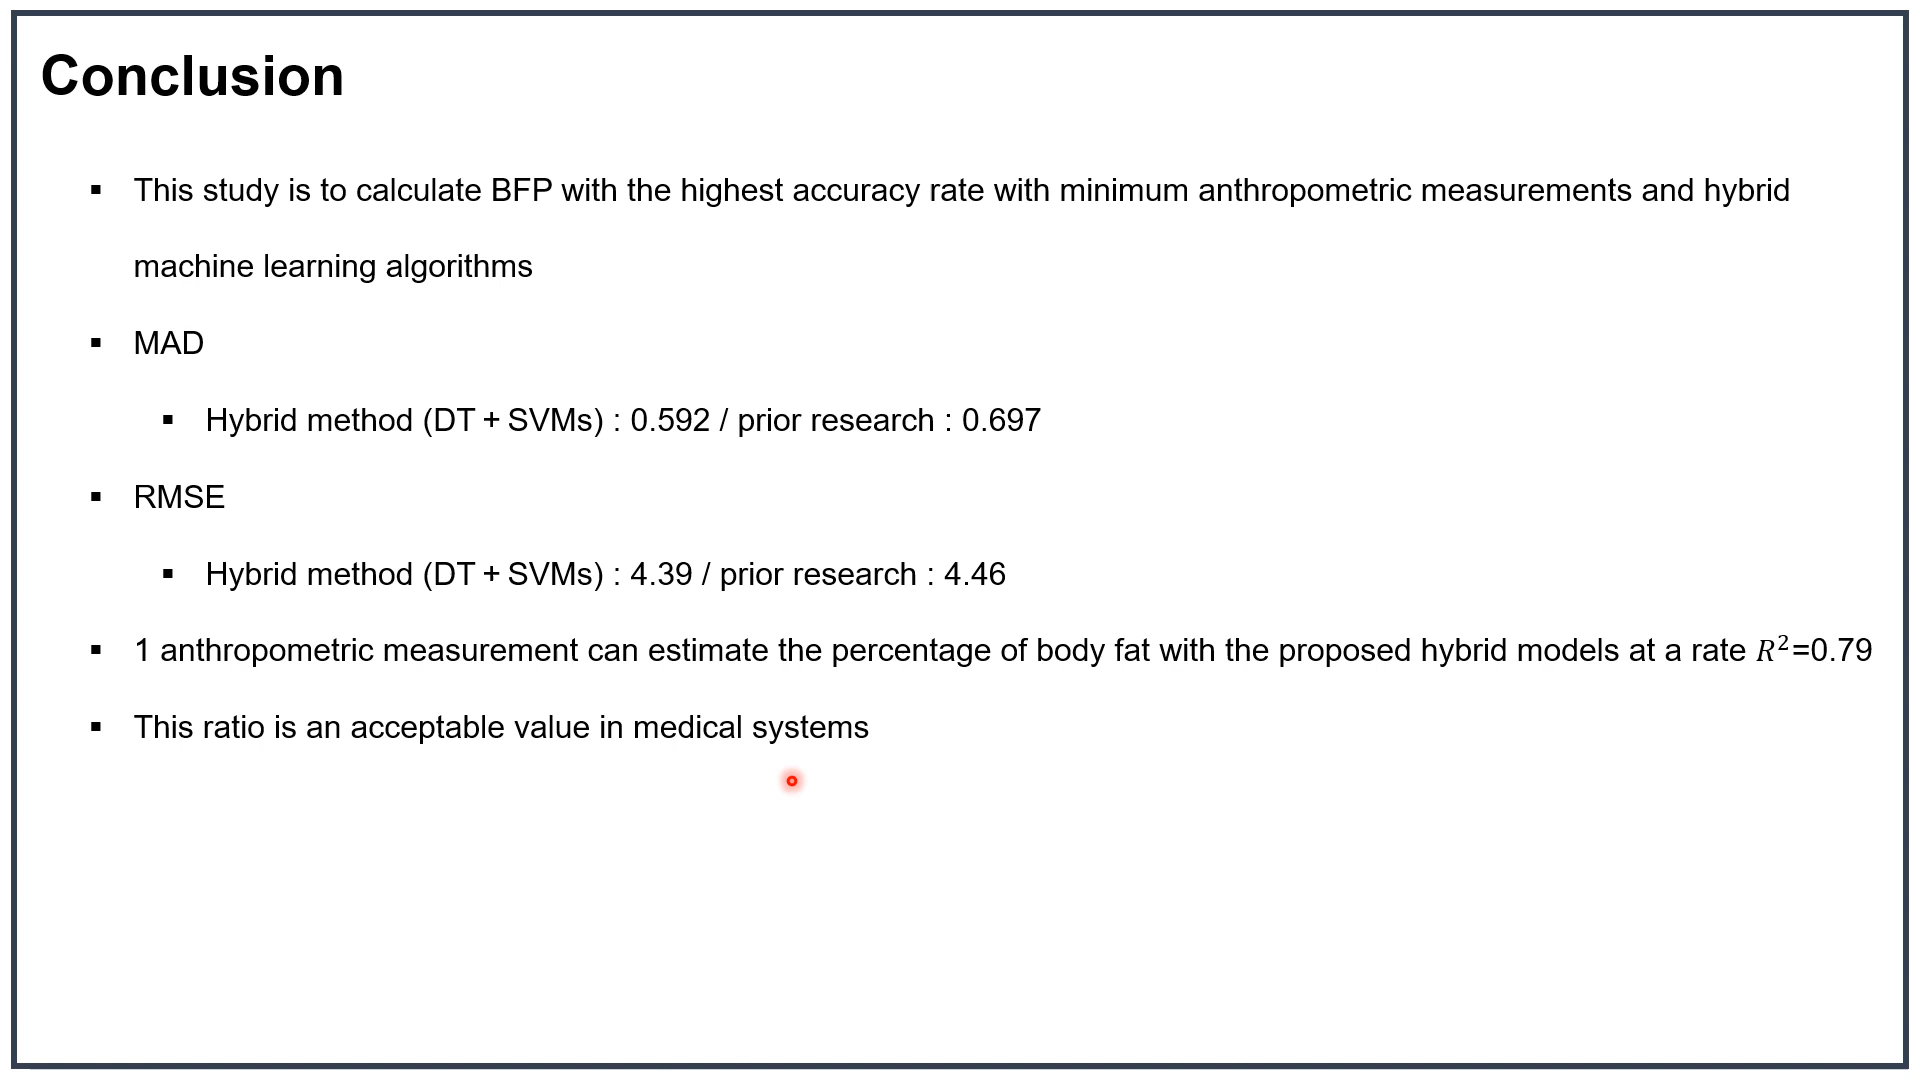 Conclusion
▪ This study is to calculate BFP with the highest accuracy rate with minimum anthropometric measurements and hybrid
machine learning algorithms
▪ MAD
▪ Hybrid method (DT + SVMs) : 0.592 / prior research : 0.697
▪ RMSE
▪ Hybrid method (DT + SVMs) : 4.39 / prior research : 4.46
▪ 1 anthropometric measurement can estimate the percentage of body fat with the proposed hybrid models at a rate R²=0.79
▪ This ratio is an acceptable value in medical systems